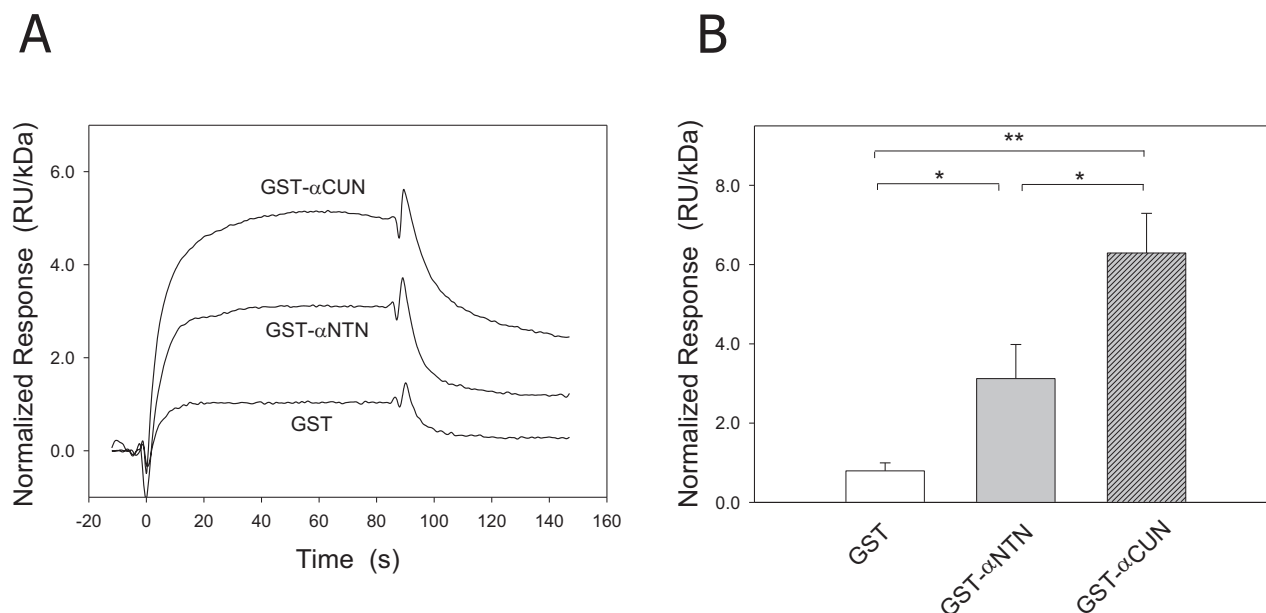 A
Normalized Response (RU/kDa)
6.0
4.0
2.0
0.0
GST-αCUN
GST-αNTN
GST
-20 0 20 40 60 80 100 120 140 160
Time (s)
B
Normalized Response (RU/kDa)
8.0
6.0
4.0
2.0
0.0
**
* *
GST
GST-αNTN
GST-αCUN